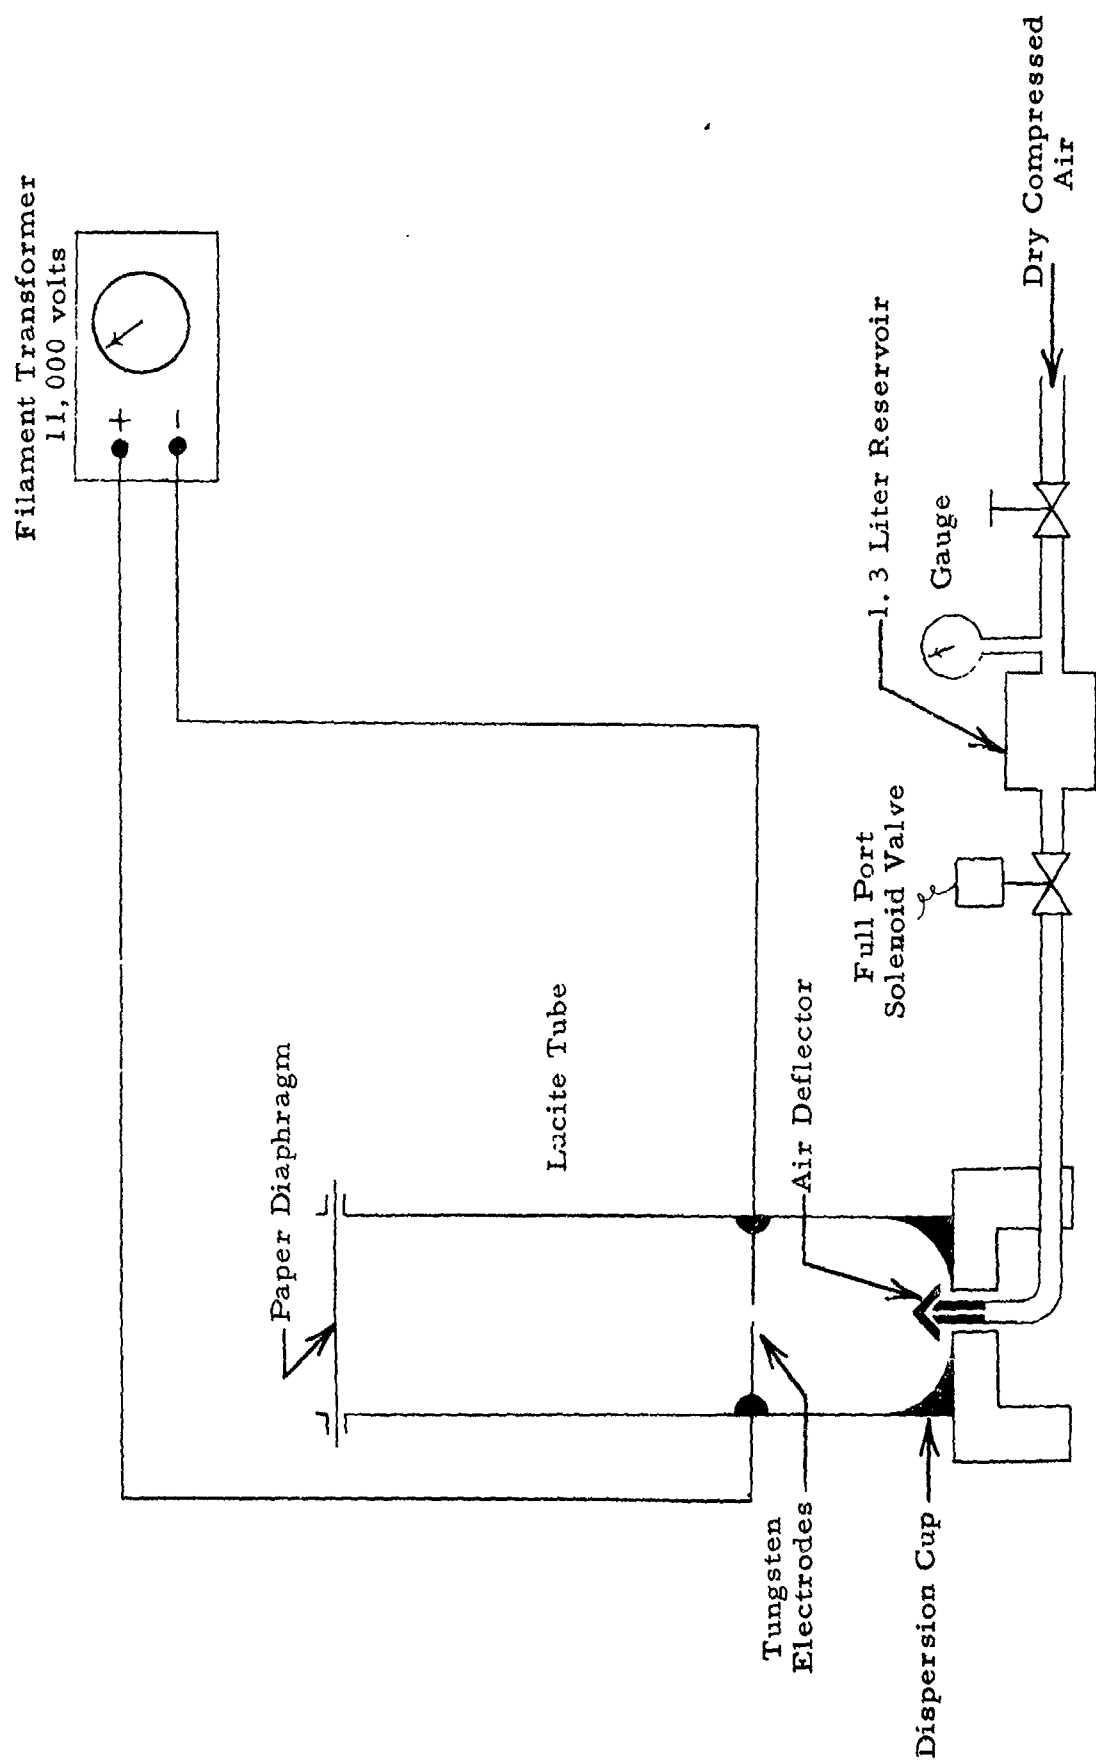 Filament Transformer
11,000 volts
+
-
Paper Diaphragm
Lucite Tube
1.3 Liter Reservoir
Gauge
Dry Compressed
Air
Full Port
Solenoid Valve
Air Deflector
Tungsten
Electrodes
Dispersion Cup